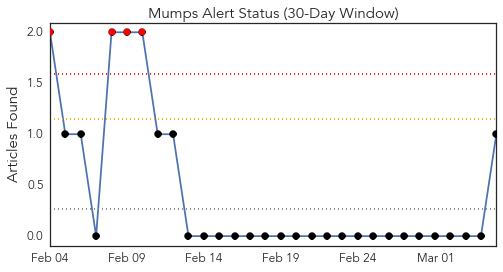 Mumps Alert Status (30-Day Window)
Articles Found
2.0
1.5
1.0
0.5
0.0
Feb 04
Feb 09
Feb 14
Feb 19
Feb 24
Mar 01